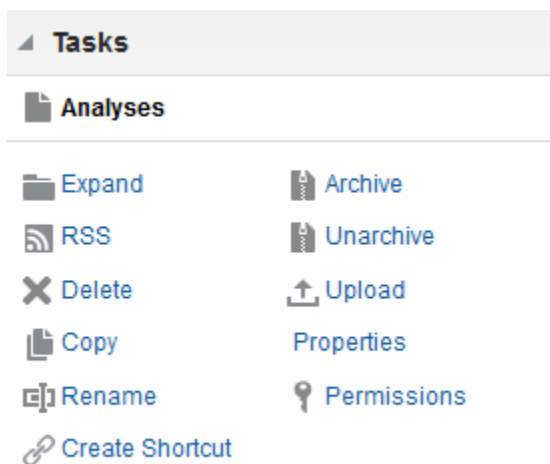 Tasks
Analyses
Expand Archive
RSS Unarchive
Delete Upload
Copy Properties
Rename Permissions
Create Shortcut